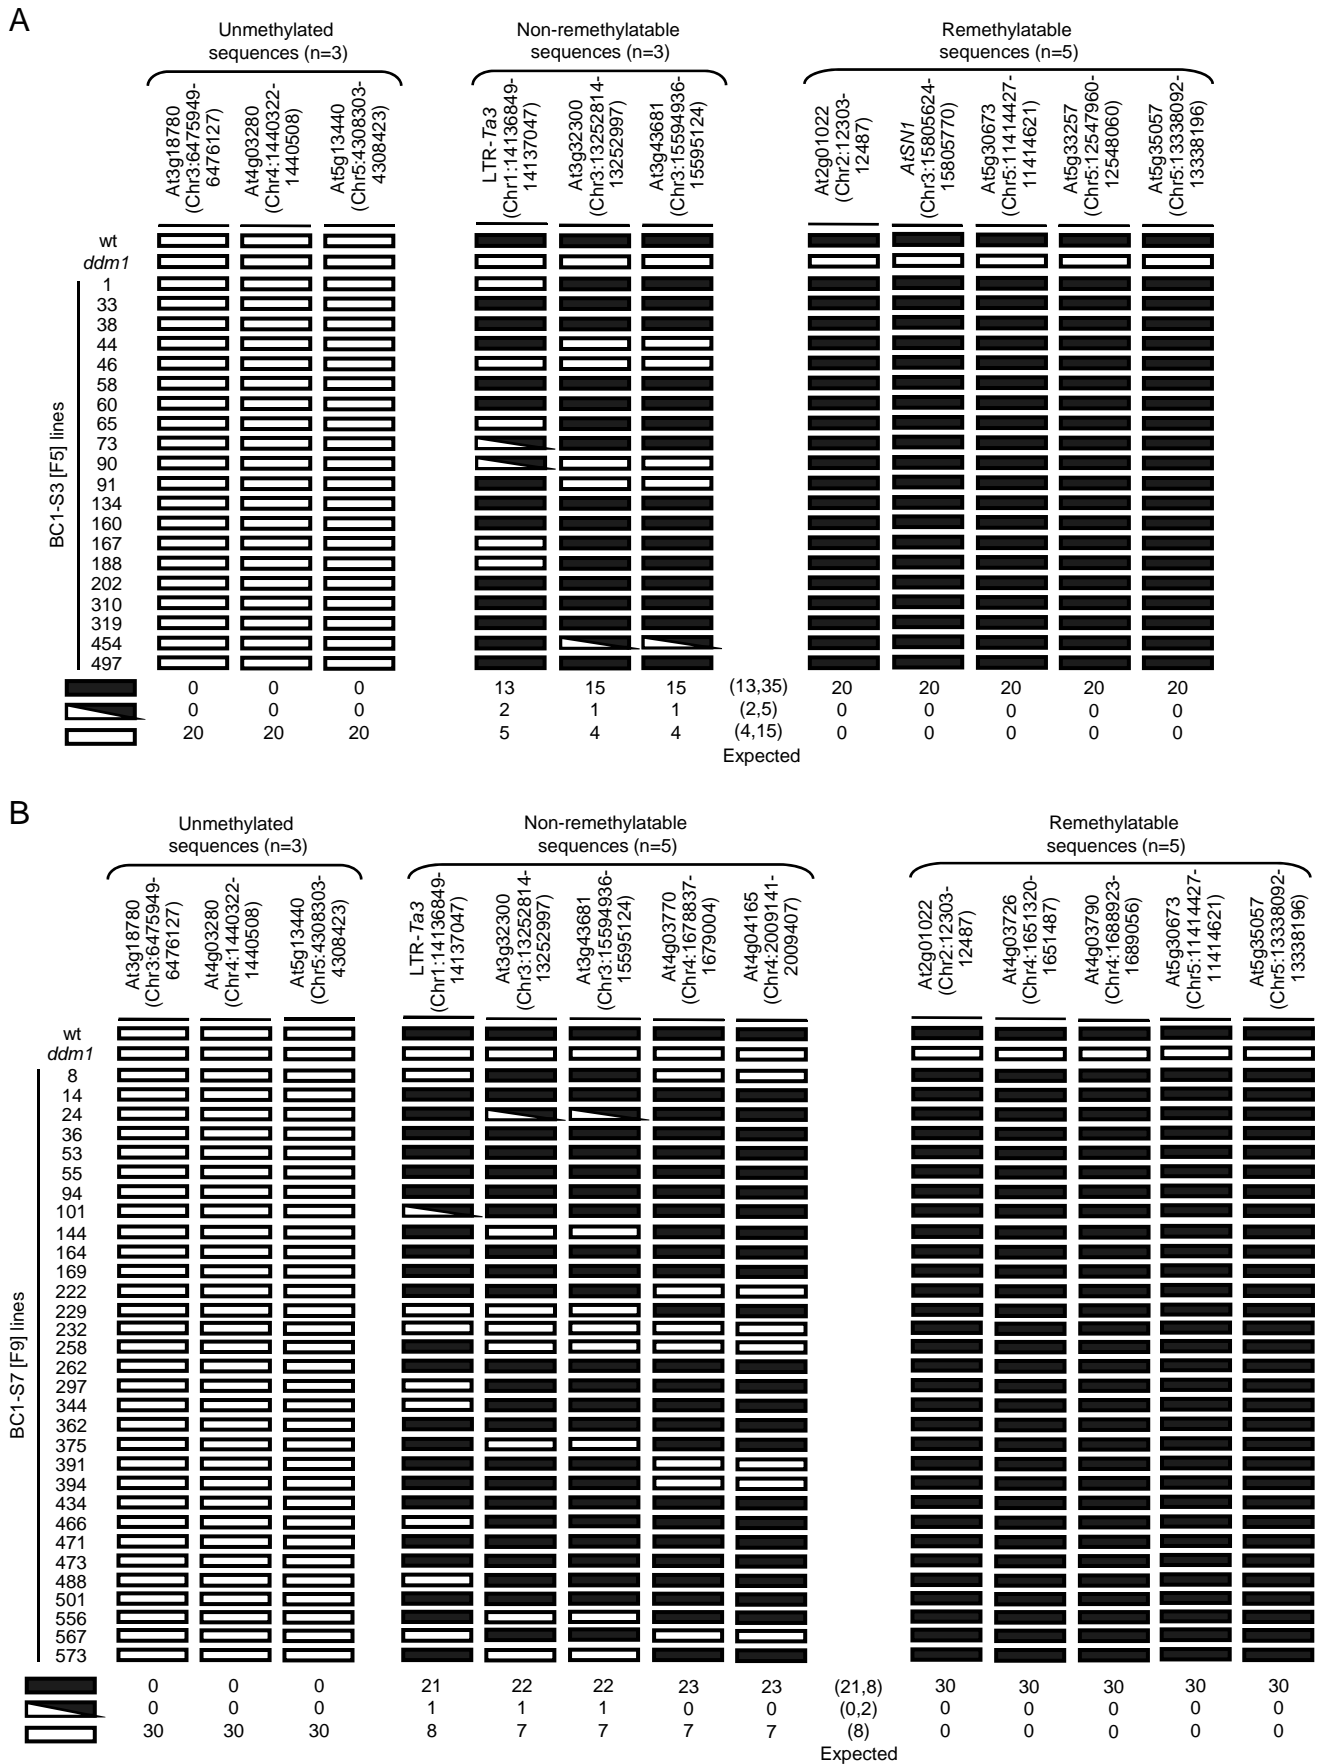 A
Unmethylated
sequences (n=3)
Non-remethylatable
sequences (n=3)
Remethylatable
sequences (n=5)
At3g18780
(Chr3:6475949-
6476127)
At4g03280
(Chr4:1440322-
1440508)
At5g13440
(Chr5:4308303-
4308423)
LTR-Ta3
(Chr1:14136849-
14137047)
At3g32300
(Chr3:13252814-
13252997)
At3g43681
(Chr3:15594936-
15595124)
At2g01022
(Chr2:12303-
12487)
AtSN1
(Chr3:15805624-
15805770)
At5g30673
(Chr5:11414427-
11414621)
At5g33257
(Chr5:12547960-
12548060)
At5g35057
(Chr5:13338092-
13338196)
wt
ddm1
BC1-S3 [F5] lines
1
33
38
44
46
58
60
65
73
90
91
134
160
167
188
202
310
319
454
497
0 0 0 13 15 15 (13,35) 20 20 20 20 20
0 0 0 2 1 1 (2,5) 0 0 0 0 0
20 20 20 5 4 4 (4,15) 0 0 0 0 0
Expected
B
Unmethylated
sequences (n=3)
Non-remethylatable
sequences (n=5)
Remethylatable
sequences (n=5)
At3g18780
(Chr3:6475949-
6476127)
At4g03280
(Chr4:1440322-
1440508)
At5g13440
(Chr5:4308303-
4308423)
LTR-Ta3
(Chr1:14136849-
14137047)
At3g32300
(Chr3:13252814-
13252997)
At3g43681
(Chr3:15594936-
15595124)
At4g03770
(Chr4:1678837-
1679004)
At4g04165
(Chr4:2009141-
2009407)
At2g01022
(Chr2:12303-
12487)
At4g03726
(Chr4:1651320-
1651487)
At4g03790
(Chr4:1688923-
1689056)
At5g30673
(Chr5:11414427-
11414621)
At5g35057
(Chr5:13338092-
13338196)
wt
ddm1
BC1-S7 [F9] lines
8
14
24
36
53
55
94
101
144
164
169
222
229
232
258
262
297
344
362
375
391
394
434
466
471
473
488
501
556
567
573
0 0 0 21 22 22 23 23 (21,8) 30 30 30 30 30
0 0 0 1 1 1 0 0 (0,2) 0 0 0 0 0
30 30 30 8 7 7 7 7 (8) 0 0 0 0 0
Expected